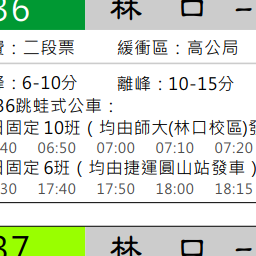 36 林口–
費：二段票 緩衝區：高公局
峰：6-10分 離峰：10-15分
36跳蛙式公車：
日固定10班（均由師大(林口校區)發
40 06:50 07:00 07:10 07:20
日固定6班（均由捷運圓山站發車）
30 17:40 17:50 18:00 18:15
37 林口–